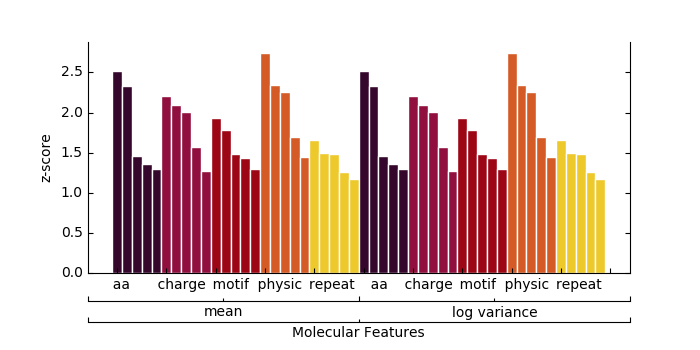 2.5
2.0
1.5
1.0
0.5
0.0
z-score
aa charge motif physic repeat aa charge motif physic repeat
mean log variance
Molecular Features